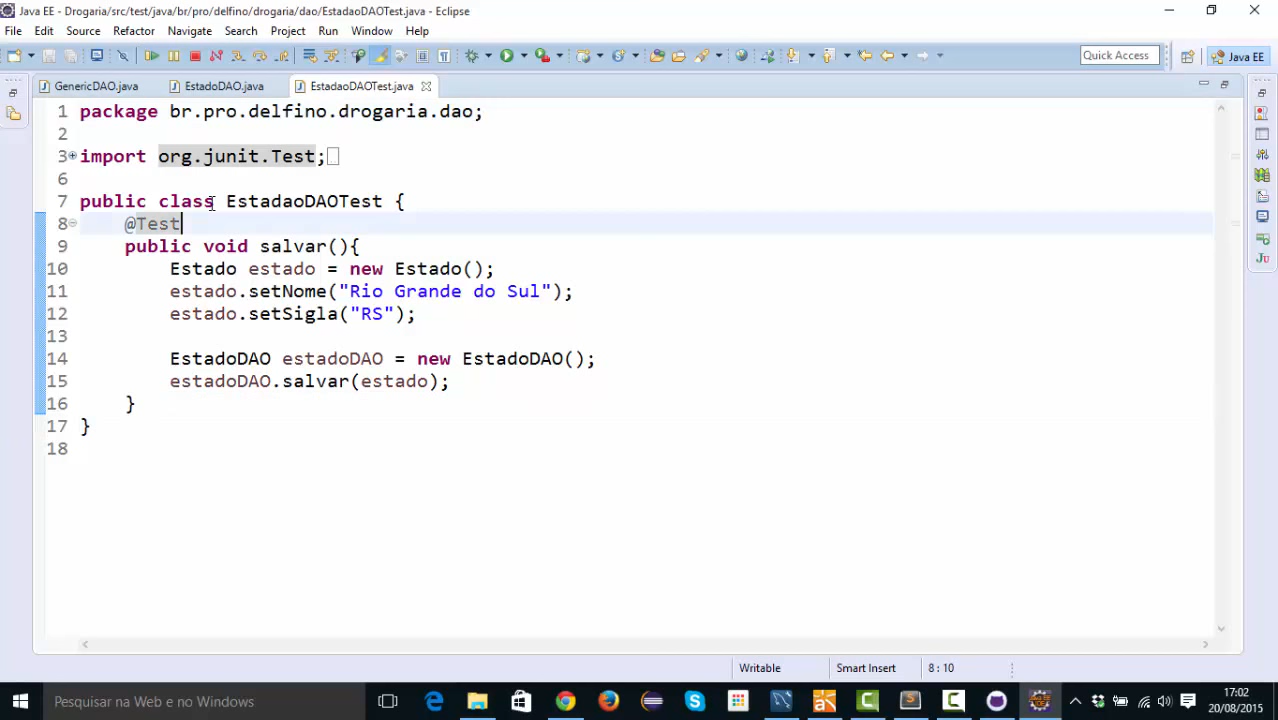 Java EE - Drogaria/src/test/java/br/pro/delfino/drogaria/dao/EstadaoDAOTest.java - Eclipse
File Edit Source Refactor Navigate Search Project Run Window Help
Quick Access Java EE
GenericDAO.java EstadoDAO.java EstadaoDAOTest.java
1 package br.pro.delfino.drogaria.dao;
2
3 import org.junit.Test;
6
7 public class EstadaoDAOTest {
8 @Test
9 public void salvar(){
10 Estado estado = new Estado();
11 estado.setNome("Rio Grande do Sul");
12 estado.setSigla("RS");
13
14 EstadoDAO estadoDAO = new EstadoDAO();
15 estadoDAO.salvar(estado);
16 }
17 }
18
Writable Smart Insert 8 : 10
Pesquisar na Web e no Windows
17:02
20/08/2015